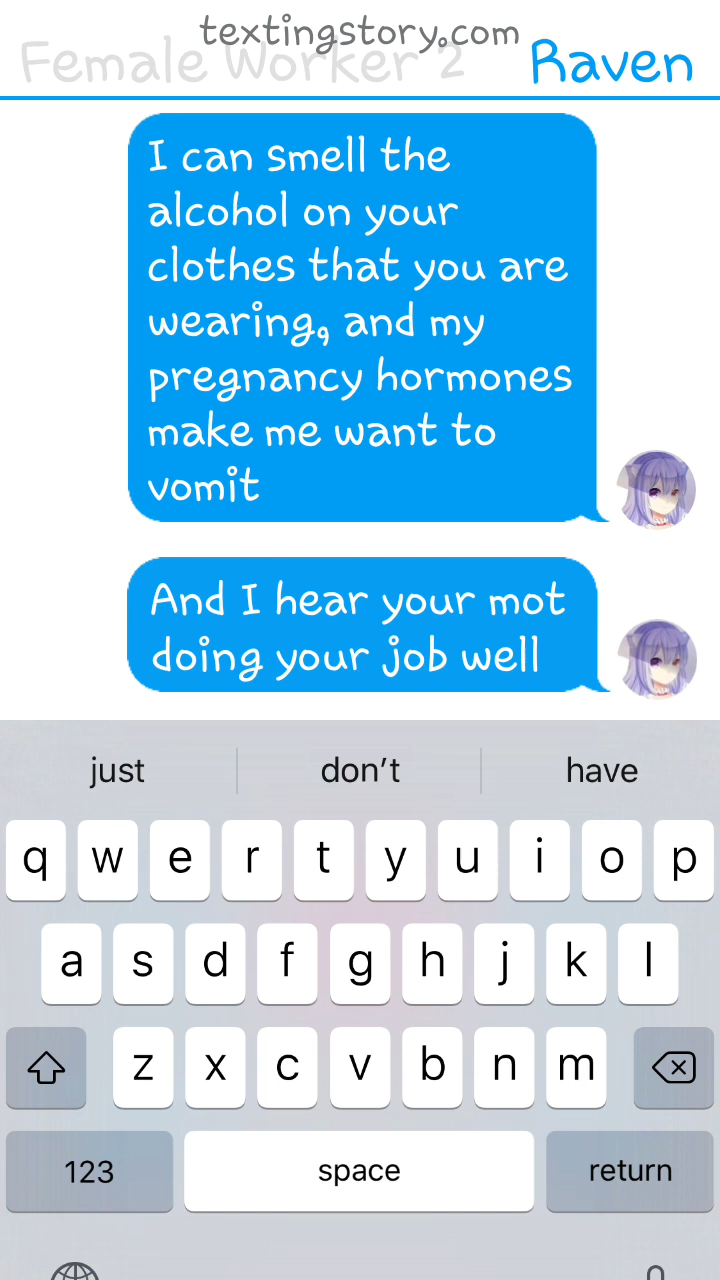 textingstory.com
Female Worker 2
Raven
I can smell the
alcohol on your
clothes that you are
wearing, and my
pregnancy hormones
make me want to
vomit
And I hear your mot
doing your job well
just don't have
q w e r t y u i o p
a s d f g h j k l
z x c v b n m
123 space return